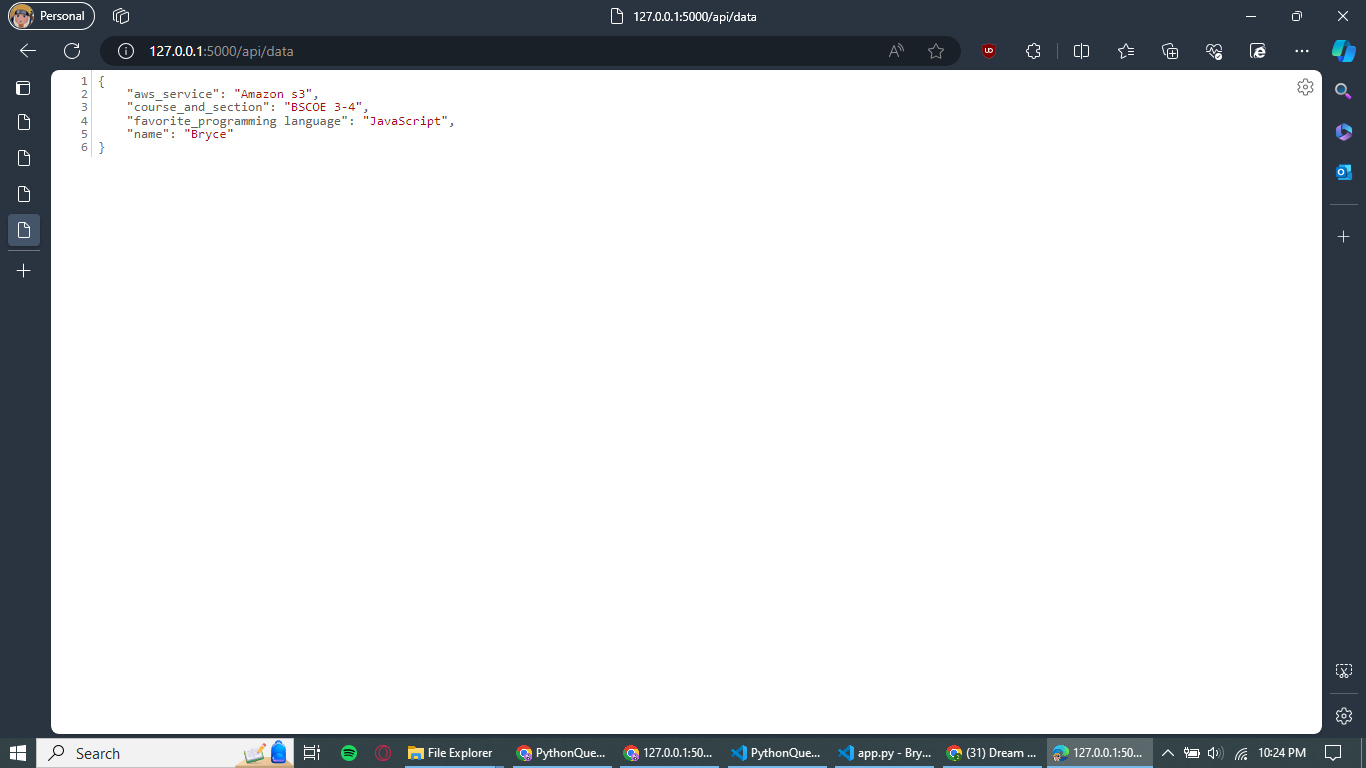 Personal
127.0.0.1:5000/api/data
127.0.0.1:5000/api/data
1 {
2 "aws_service": "Amazon s3",
3 "course_and_section": "BSCOE 3-4",
4 "favorite_programming language": "JavaScript",
5 "name": "Bryce"
6 }
Search
File Explorer
PythonQue...
127.0.0.1:50...
PythonQue...
app.py - Bry...
(31) Dream ...
127.0.0.1:50...
10:24 PM